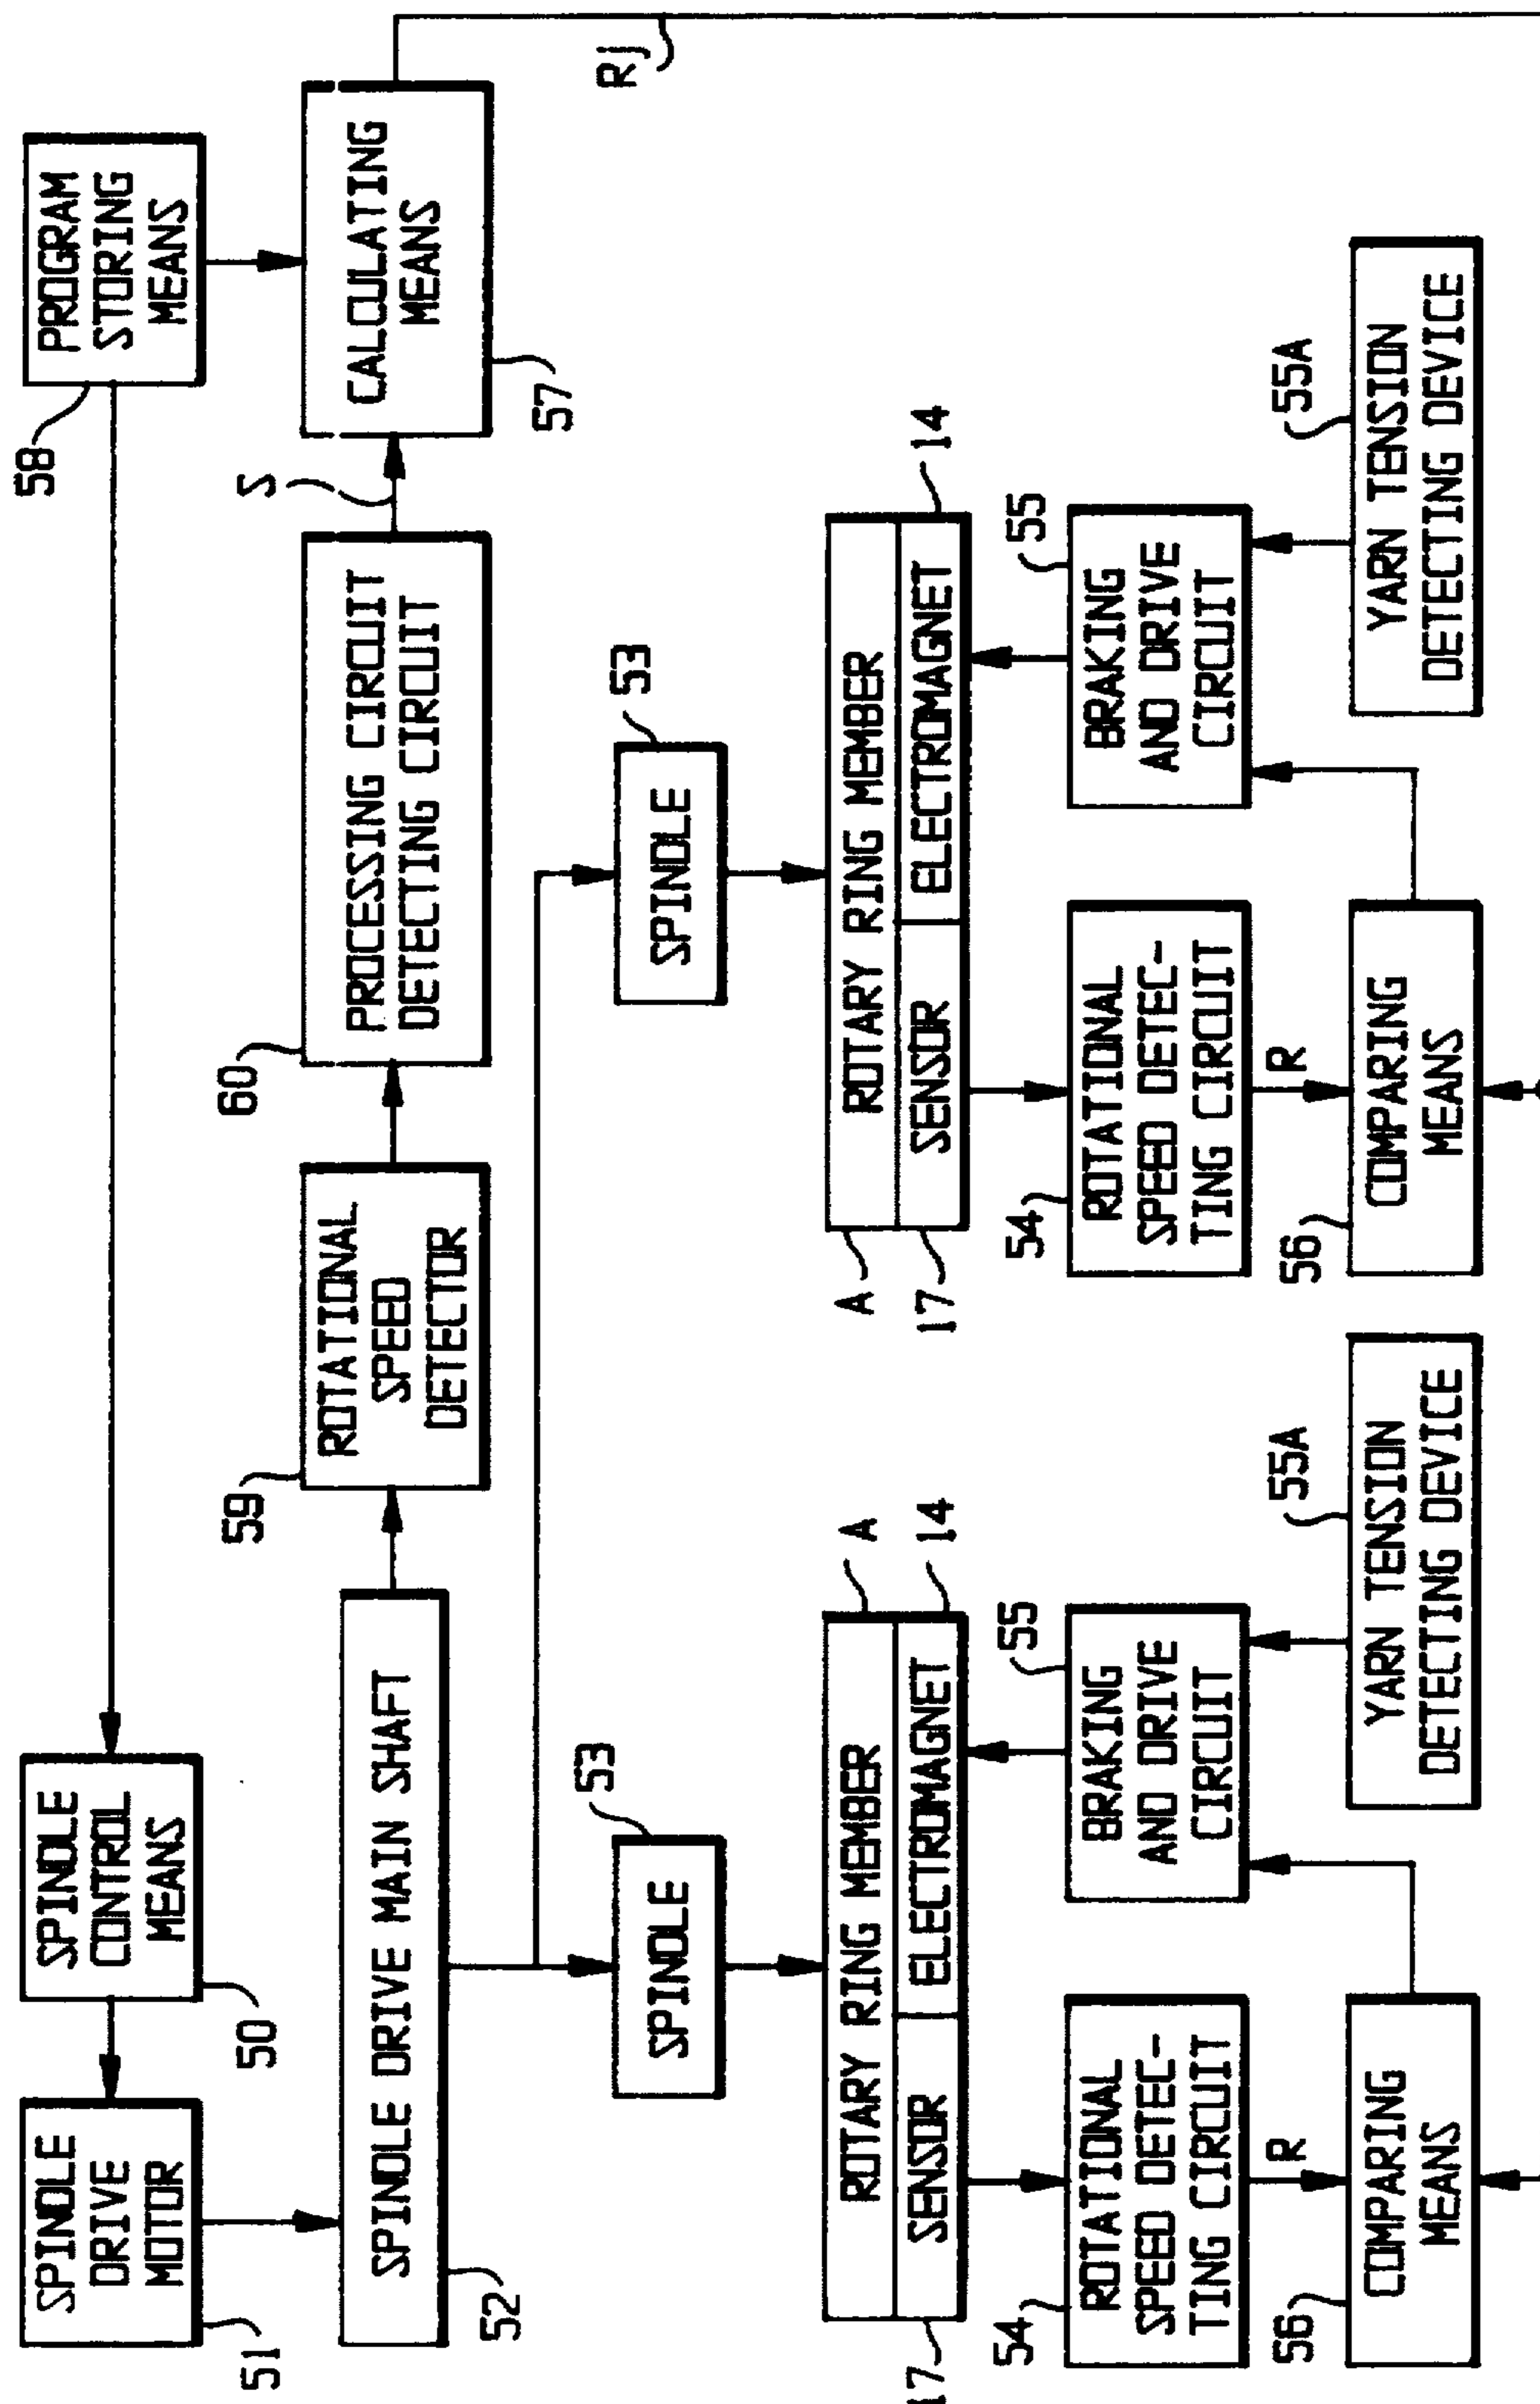 SPINDLE
DRIVE
MOTOR
51
SPINDLE
CONTROL
MEANS
50
58
PROGRAM
STORING
MEANS
SPINDLE DRIVE MAIN SHAFT
52
59
ROTATIONAL
SPEED
DETECTOR
60
PROCESSING CIRCUIT
DETECTING CIRCUIT
S
CALCULATING
MEANS
57
Rj
SPINDLE
53
SPINDLE
53
ROTARY RING MEMBER
A
SENSOR
ELECTROMAGNET
17
14
ROTARY RING MEMBER
A
SENSOR
ELECTROMAGNET
17
14
54
ROTATIONAL
SPEED DETEC-
TING CIRCUIT
R
BRAKING
AND DRIVE
CIRCUIT
55
54
ROTATIONAL
SPEED DETEC-
TING CIRCUIT
R
BRAKING
AND DRIVE
CIRCUIT
55
56
COMPARING
MEANS
55A
YARN TENSION
DETECTING DEVICE
56
COMPARING
MEANS
55A
YARN TENSION
DETECTING DEVICE